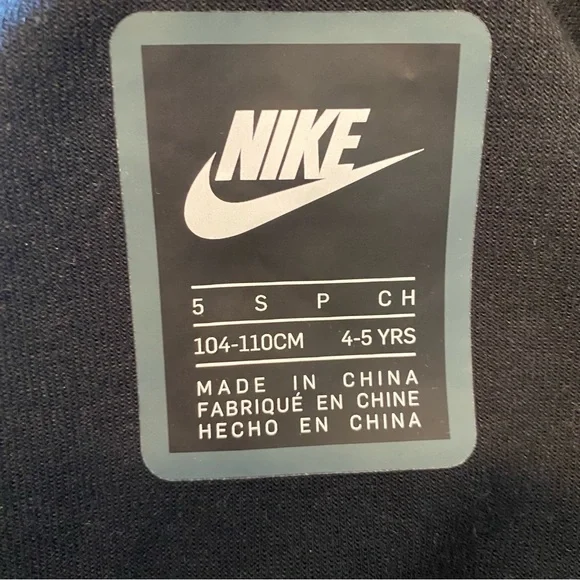 NIKE
5 S P CH
104-110CM 4-5 YRS
MADE IN CHINA
FABRIQUÉ EN CHINE
HECHO EN CHINA